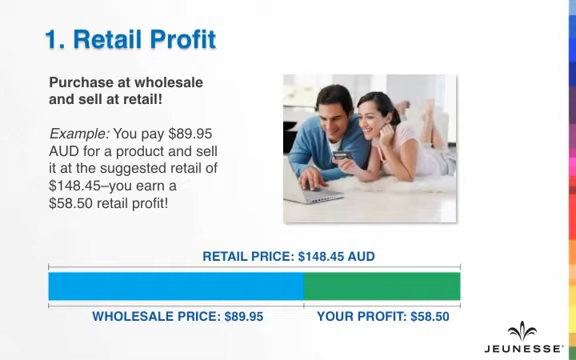 1. Retail Profit
Purchase at wholesale
and sell at retail!
Example: You pay $89.95
AUD for a product and sell
it at the suggested retail of
$148.45–you earn a
$58.50 retail profit!
RETAIL PRICE: $148.45 AUD
WHOLESALE PRICE: $89.95
YOUR PROFIT: $58.50
JEUNESSE